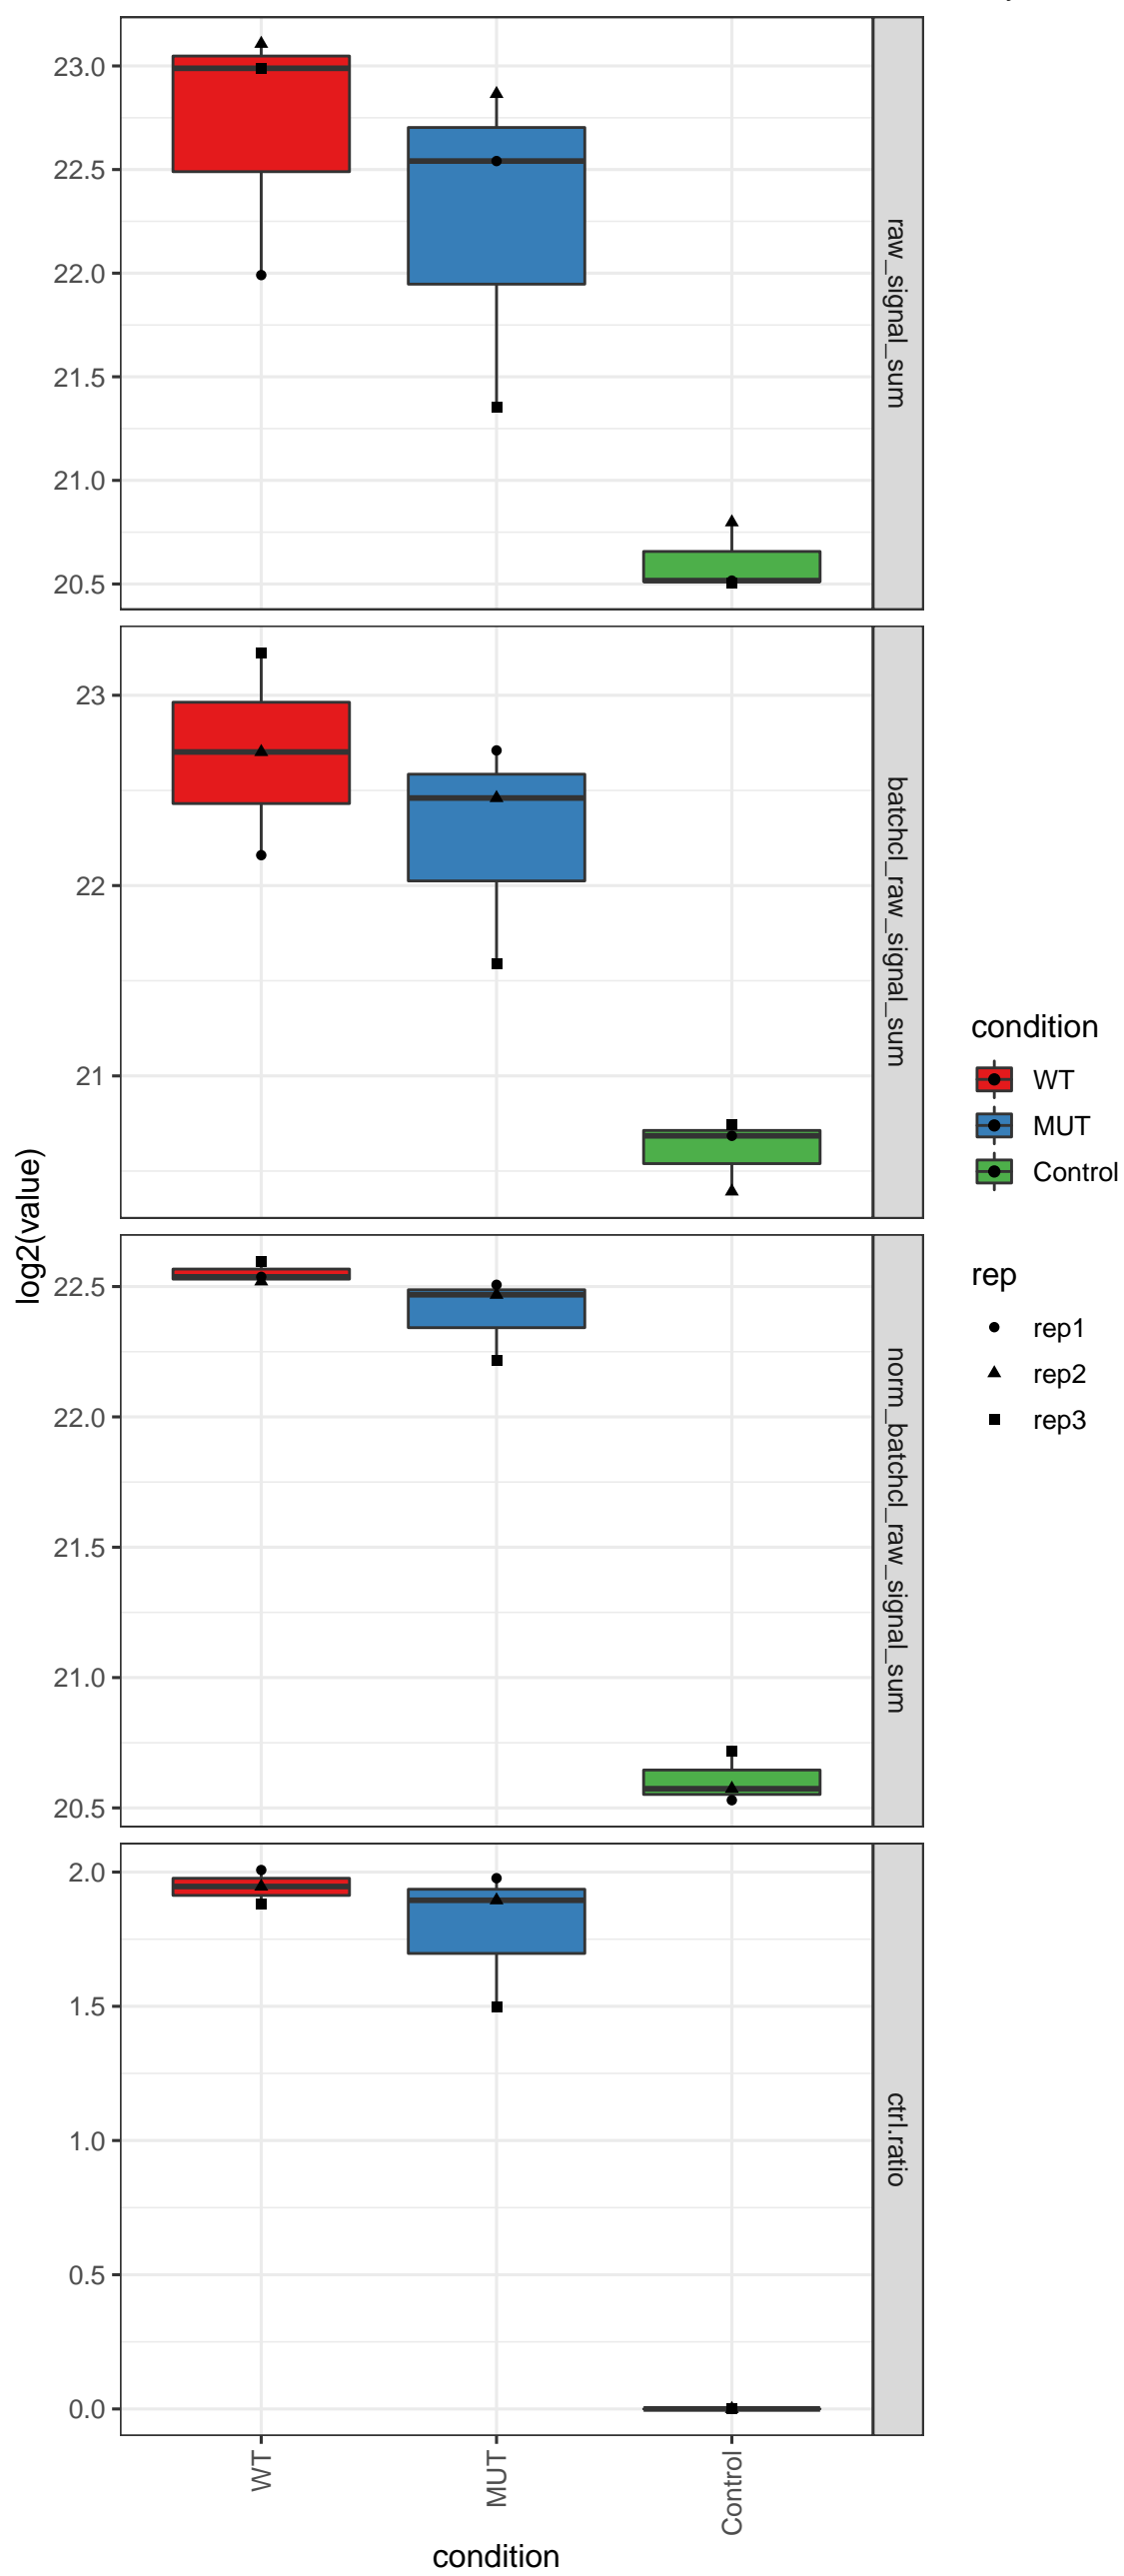 23.0
22.5
22.0
21.5
21.0
20.5
raw_signal_sum
23
22
21
batchcl_raw_signal_sum
22.5
22.0
21.5
21.0
20.5
norm_batchcl_raw_signal_sum
2.0
1.5
1.0
0.5
0.0
ctrl.ratio
log2(value)
WT
MUT
Control
condition
condition
WT
MUT
Control
rep
rep1
rep2
rep3